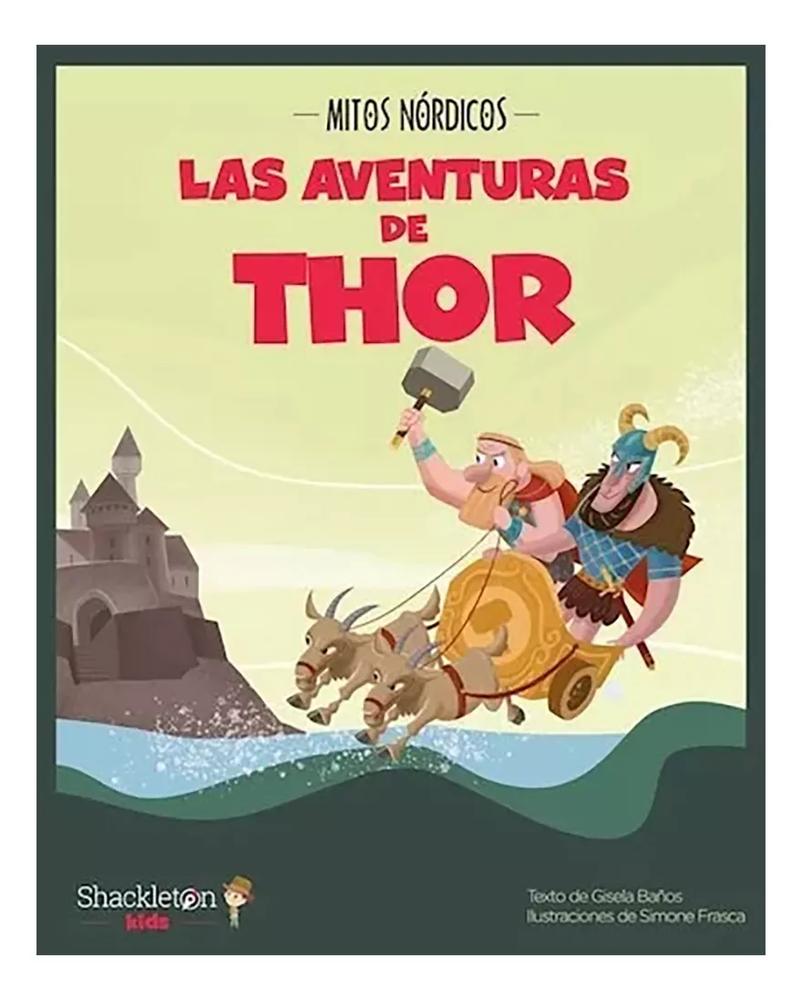 MITOS NÓRDICOS
LAS AVENTURAS
DE
THOR
Shackleton
kids
Texto de Gisela Baños
Ilustraciones de Simone Frasca